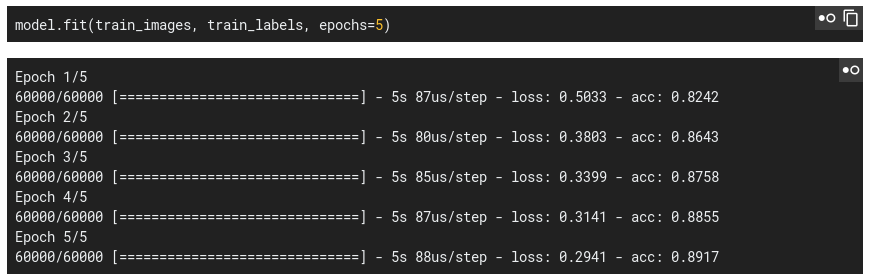 model.fit(train_images, train_labels, epochs=5)
Epoch 1/5
60000/60000 [==============================] - 5s 87us/step - loss: 0.5033 - acc: 0.8242
Epoch 2/5
60000/60000 [==============================] - 5s 80us/step - loss: 0.3803 - acc: 0.8643
Epoch 3/5
60000/60000 [==============================] - 5s 85us/step - loss: 0.3399 - acc: 0.8758
Epoch 4/5
60000/60000 [==============================] - 5s 87us/step - loss: 0.3141 - acc: 0.8855
Epoch 5/5
60000/60000 [==============================] - 5s 88us/step - loss: 0.2941 - acc: 0.8917